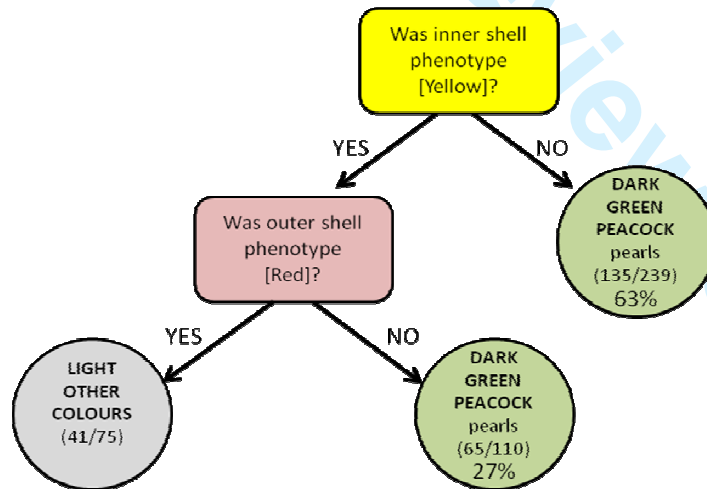 Was inner shell
phenotype
[Yellow]?
YES
NO
DARK
GREEN
PEACOCK
pearls
(135/239)
63%
Was outer shell
phenotype
[Red]?
YES
NO
LIGHT
OTHER
COLOURS
(41/75)
DARK
GREEN
PEACOCK
pearls
(65/110)
27%
view